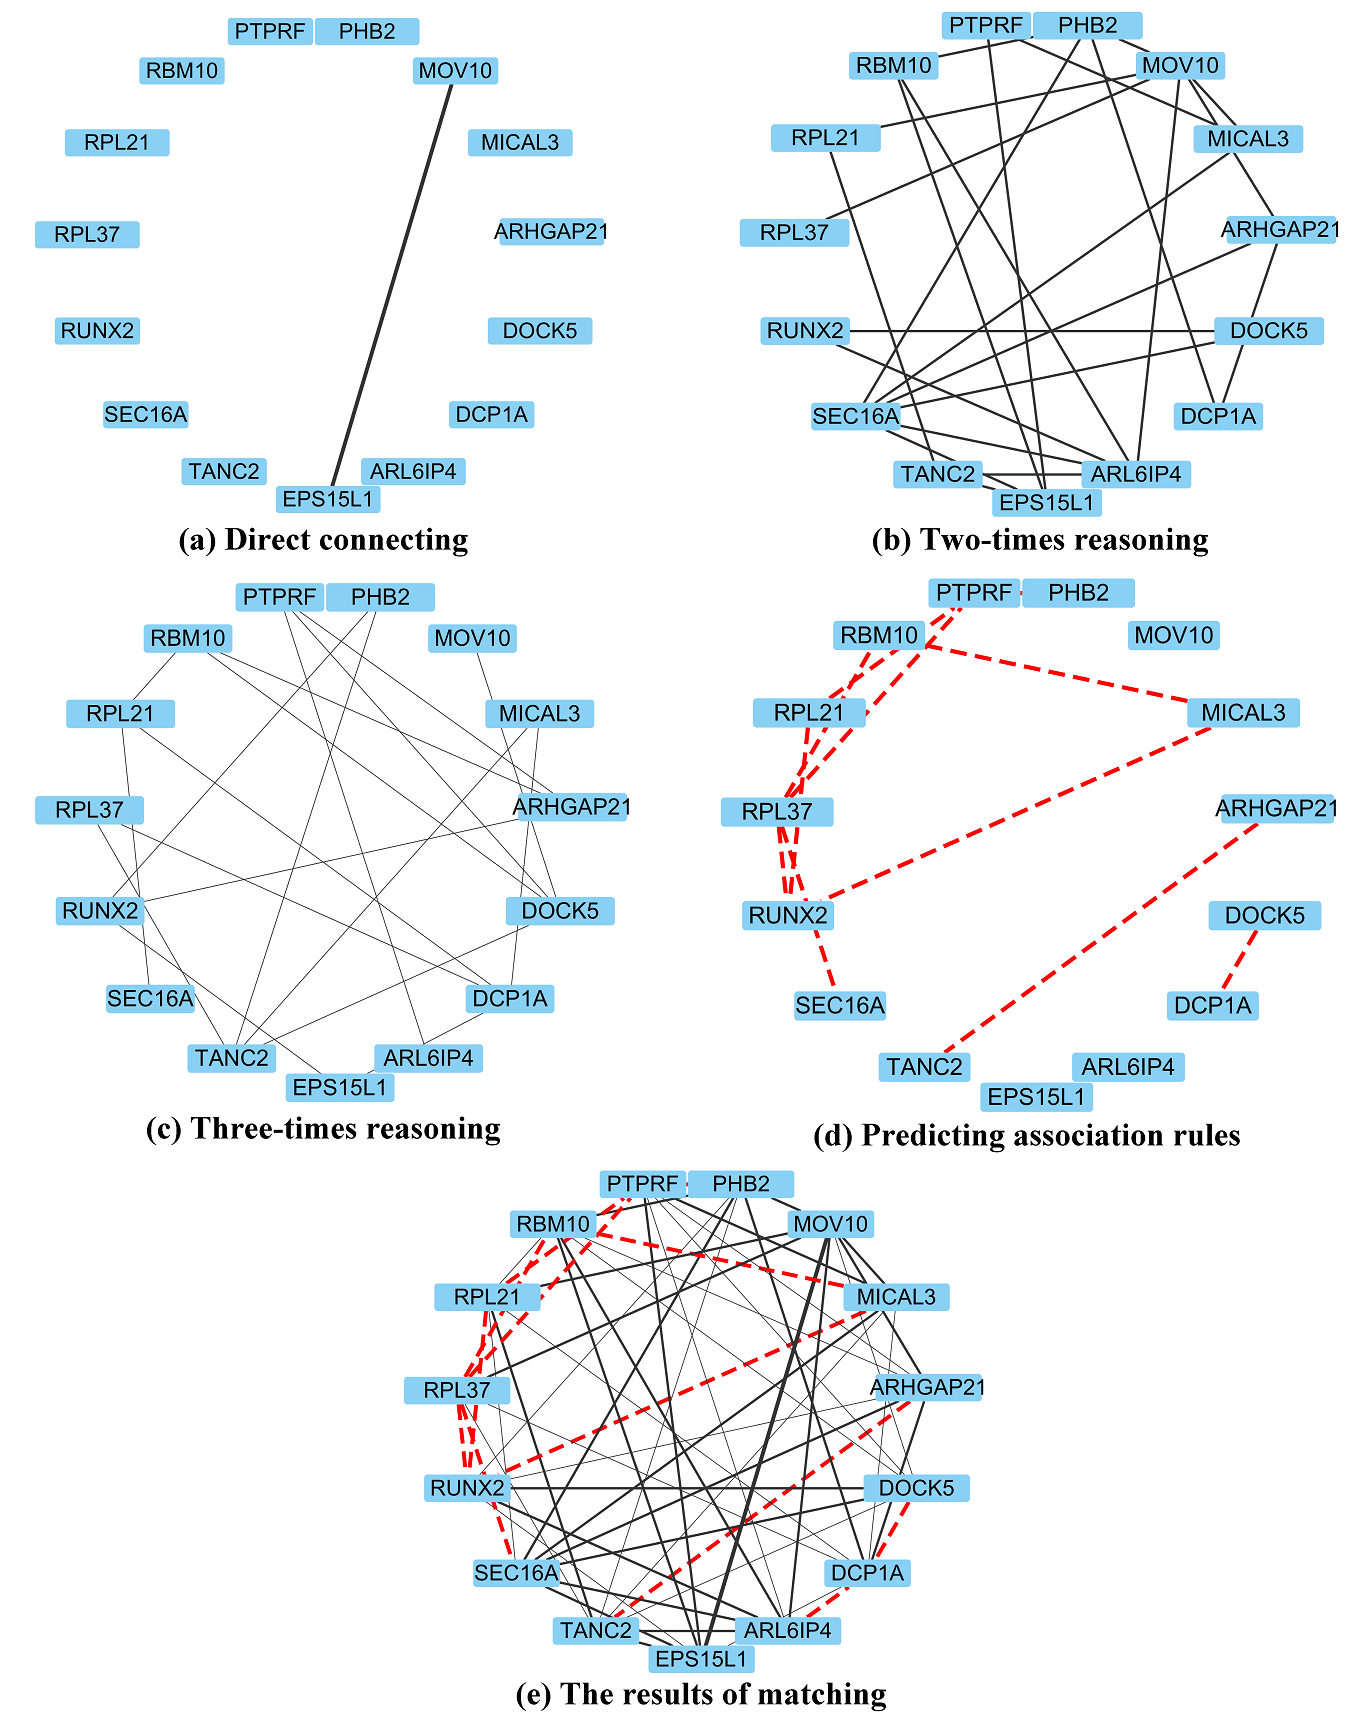 PTPRF PHB2
RBM10 MOV10
RPL21 MICAL3
RPL37 ARHGAP21
RUNX2 DOCK5
SEC16A DCP1A
TANC2 ARL6IP4
EPS15L1
(a) Direct connecting
PTPRF PHB2
RBM10 MOV10
RPL21 MICAL3
RPL37 ARHGAP21
RUNX2 DOCK5
SEC16A DCP1A
TANC2 ARL6IP4
EPS15L1
(b) Two-times reasoning
PTPRF PHB2
RBM10 MOV10
RPL21 MICAL3
RPL37 ARHGAP21
RUNX2 DOCK5
SEC16A DCP1A
TANC2 ARL6IP4
EPS15L1
(c) Three-times reasoning
PTPRF PHB2
RBM10 MOV10
RPL21 MICAL3
RPL37 ARHGAP21
RUNX2 DOCK5
SEC16A DCP1A
TANC2 ARL6IP4
EPS15L1
(d) Predicting association rules
PTPRF PHB2
RBM10 MOV10
RPL21 MICAL3
RPL37 ARHGAP21
RUNX2 DOCK5
SEC16A DCP1A
TANC2 ARL6IP4
EPS15L1
(e) The results of matching